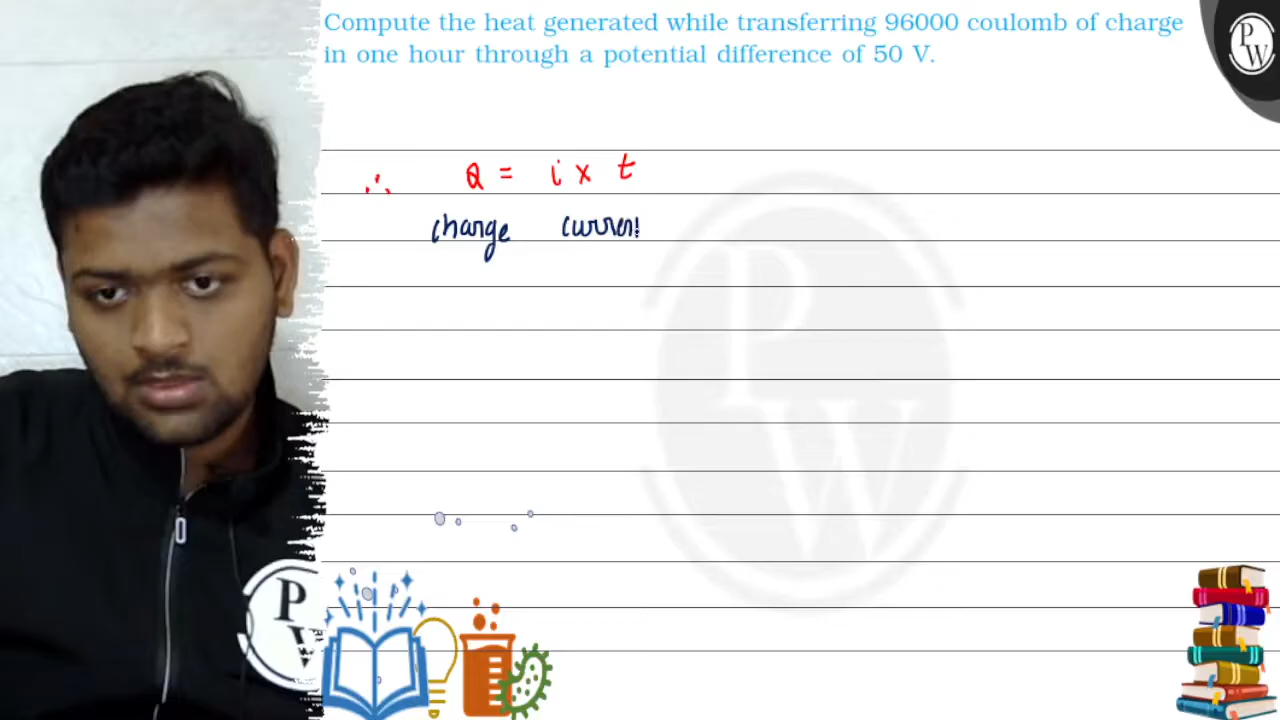 Compute the heat generated while transferring 96000 coulomb of charge
in one hour through a potential difference of 50 V.
P
W
∴ Q = i × t
charge current
P
W
P
W